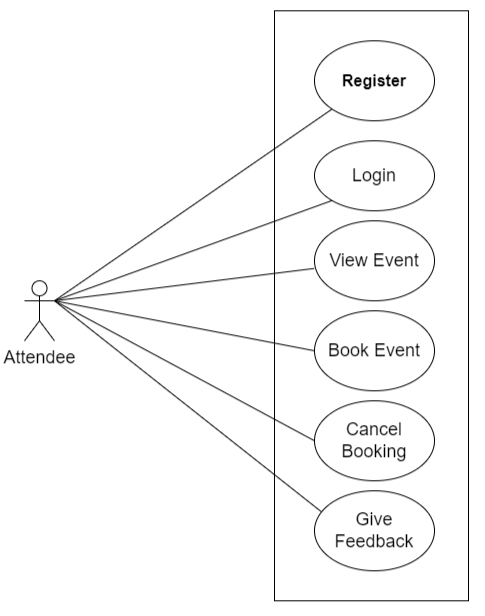 Register
Login
View Event
Attendee
Book Event
Cancel
Booking
Give
Feedback